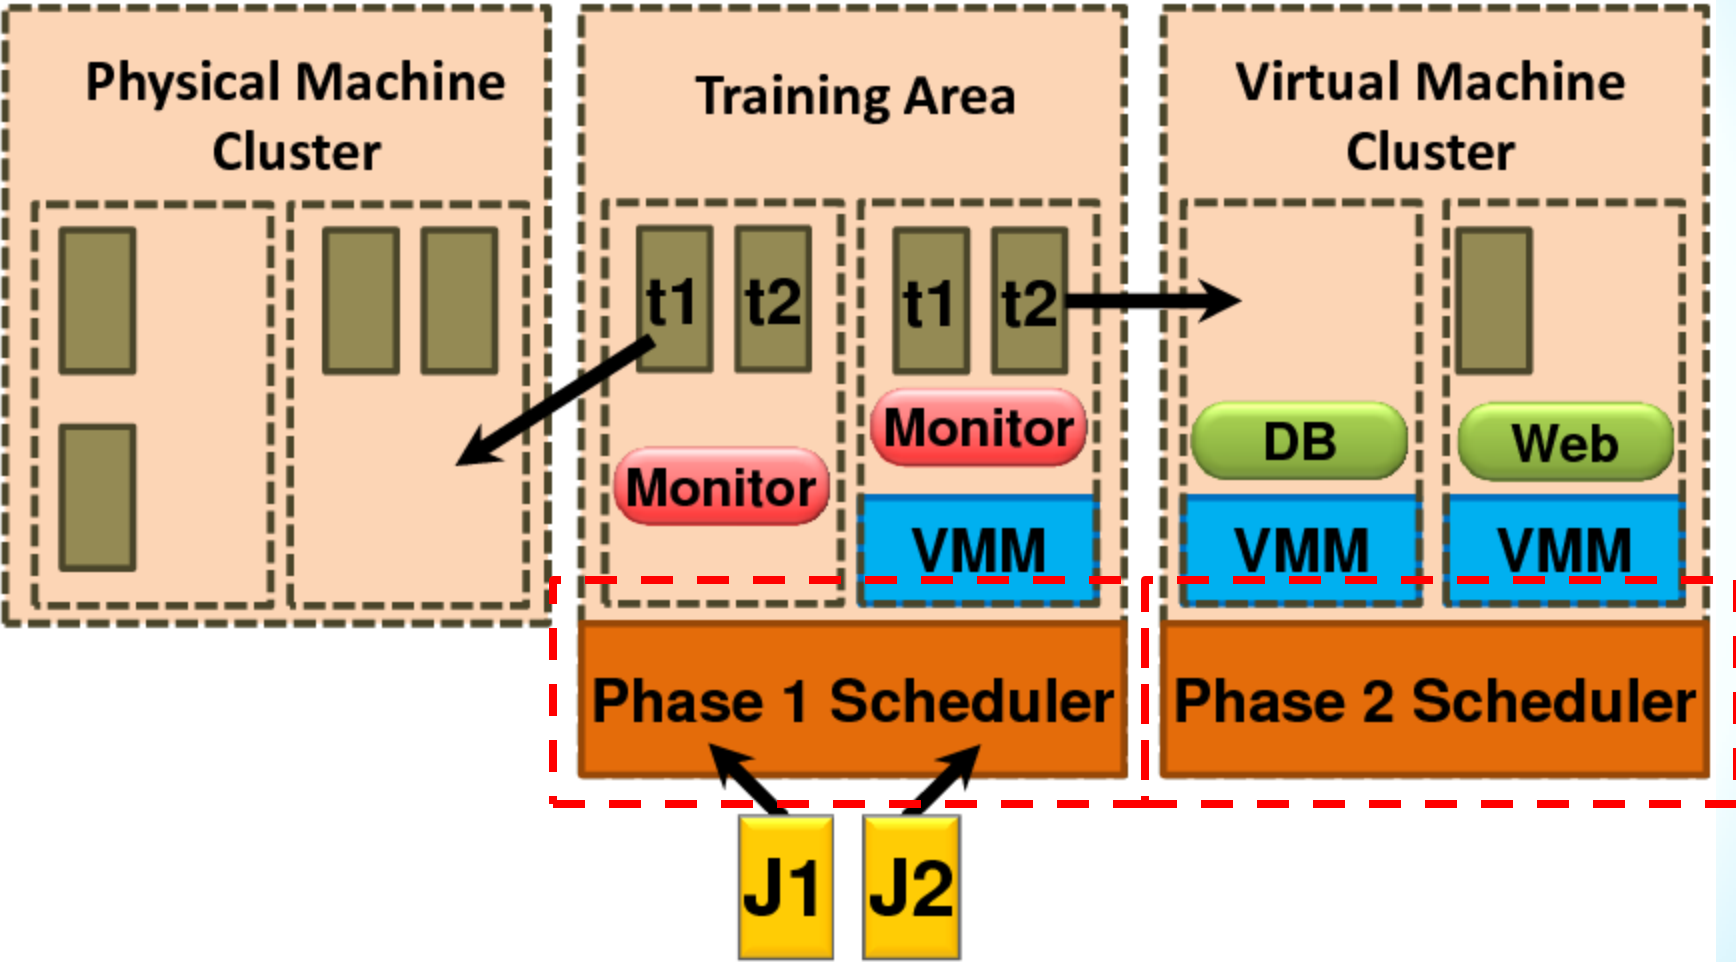 Physical Machine
Cluster
Training Area
Virtual Machine
Cluster
t1 t2
t1 t2
Monitor
Monitor
DB
Web
VMM
VMM
VMM
Phase 1 Scheduler
Phase 2 Scheduler
J1
J2